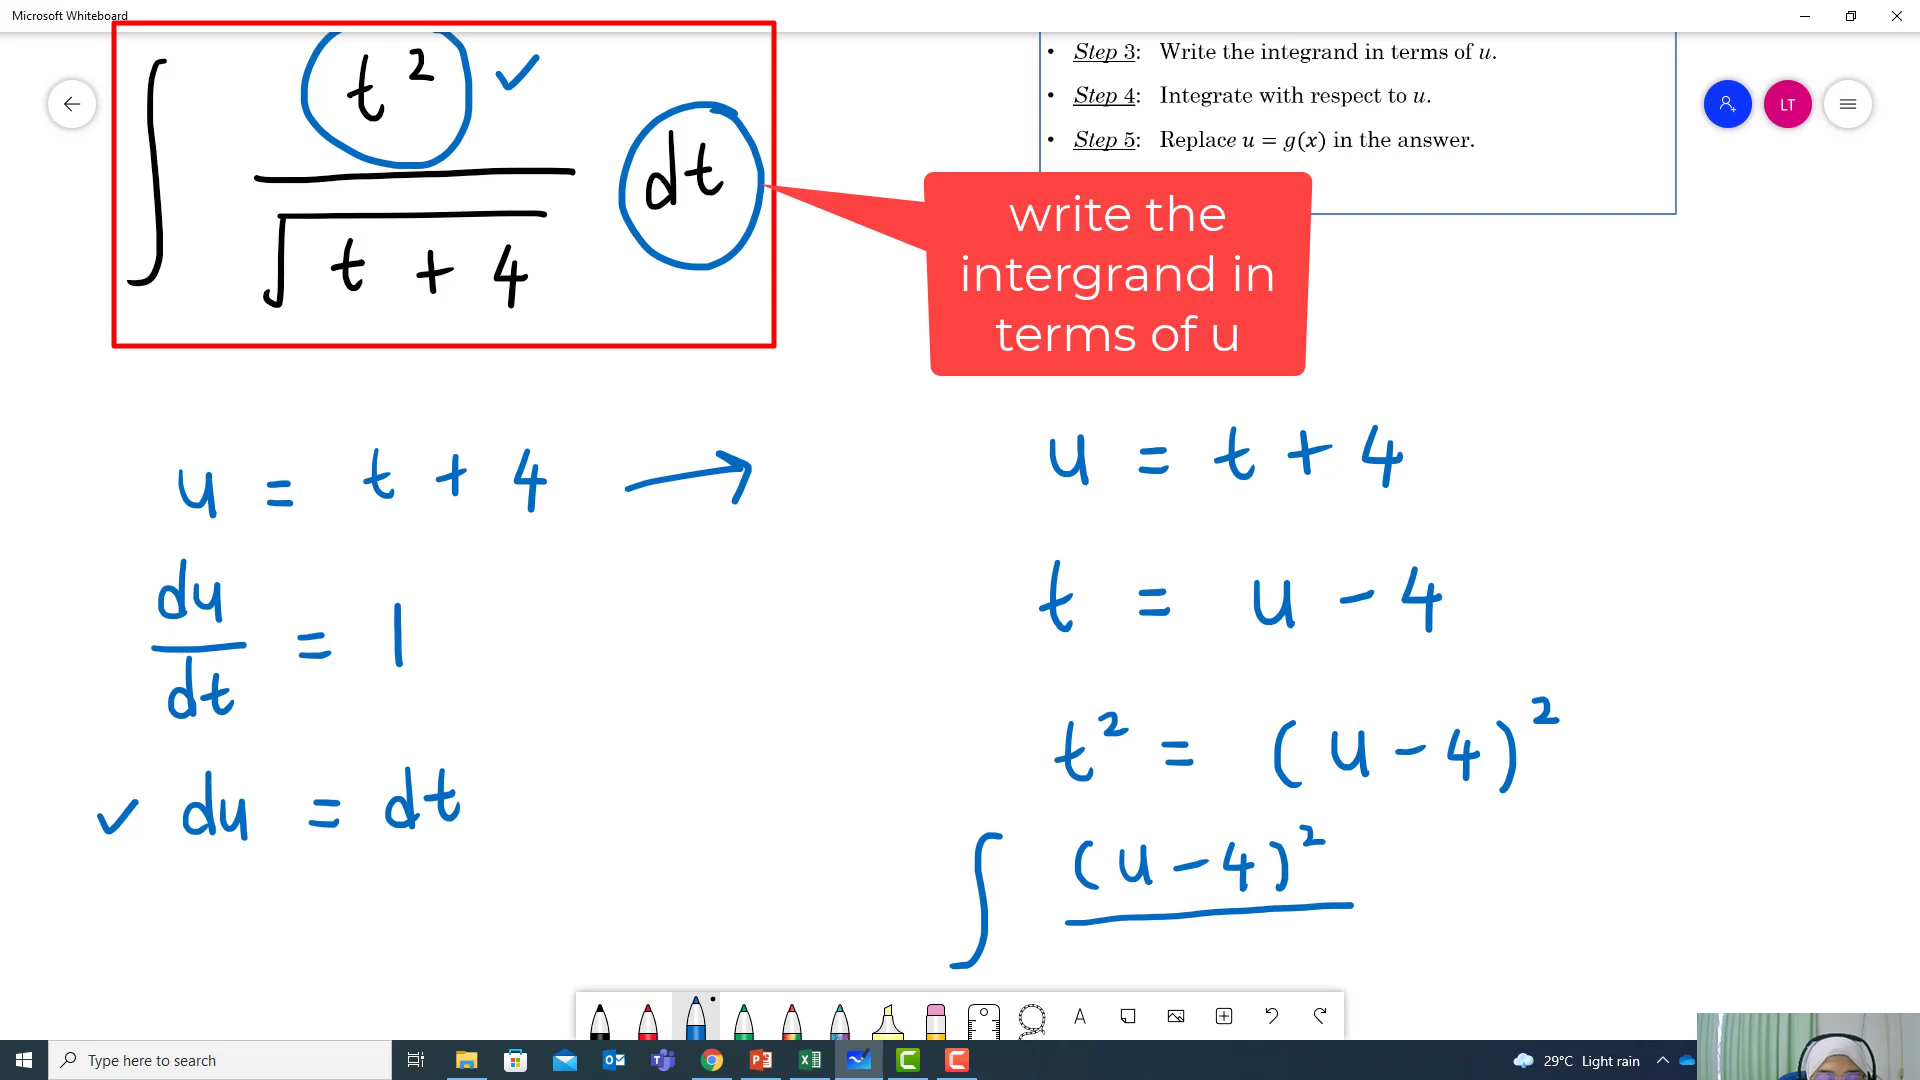 Microsoft Whiteboard
∫ t² / √(t + 4) dt ✓
• Step 3: Write the integrand in terms of u.
• Step 4: Integrate with respect to u.
• Step 5: Replace u = g(x) in the answer.
LT
write the
intergrand in
terms of u
u = t + 4 →
du/dt = 1
✓ du = dt
u = t + 4
t = u - 4
t² = (u - 4)²
∫ (u - 4)²
A
Type here to search
29°C Light rain